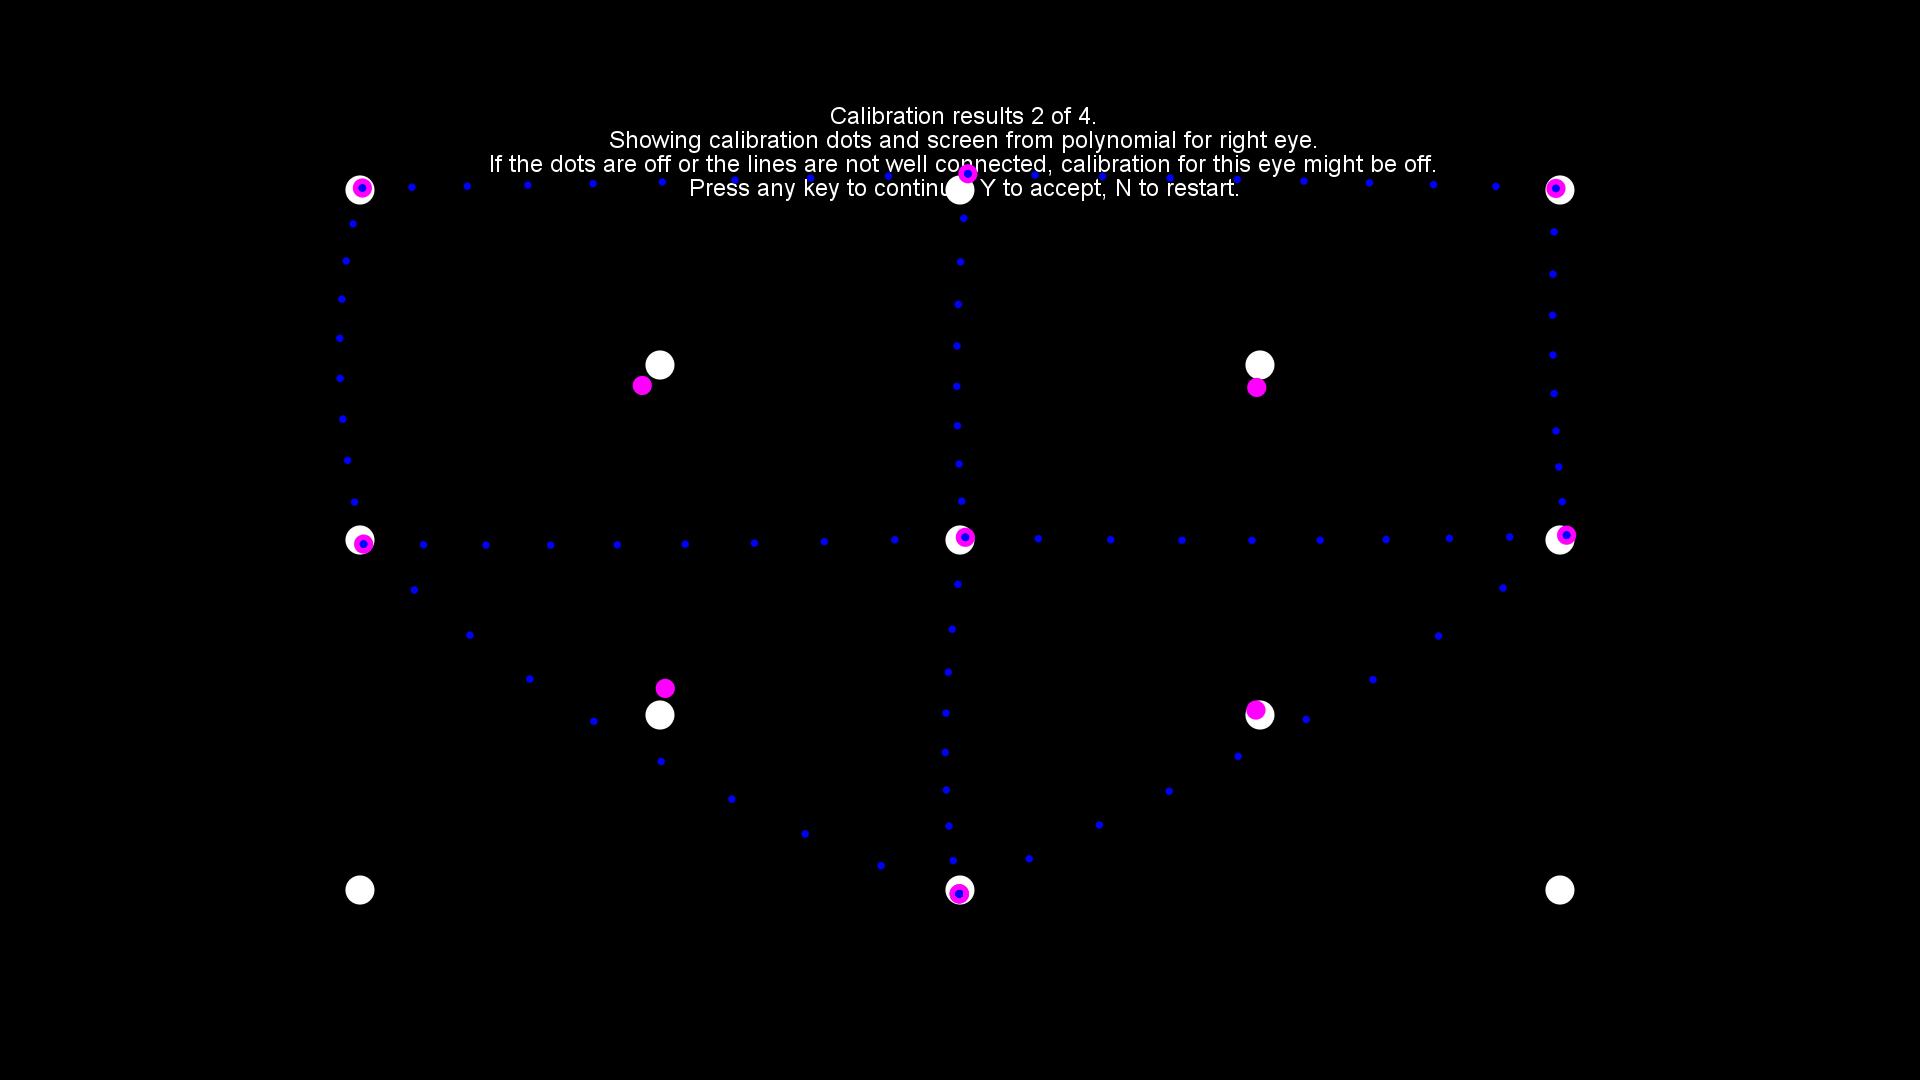 Calibration results 2 of 4.
Showing calibration dots and screen from polynomial for right eye.
If the dots are off or the lines are not well connected, calibration for this eye might be off.
Press any key to continue, Y to accept, N to restart.